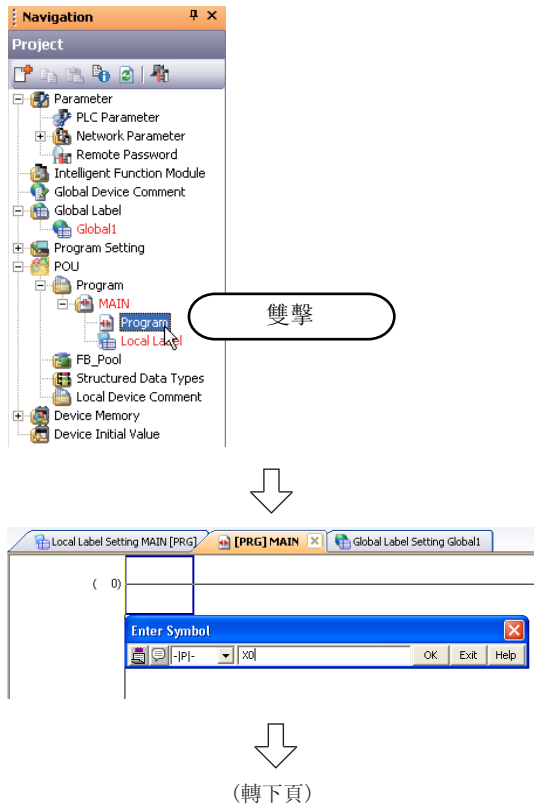 Navigation
Project
Parameter
PLC Parameter
Network Parameter
Remote Password
Intelligent Function Module
Global Device Comment
Global Label
Global1
Program Setting
POU
Program
MAIN
Program
雙擊
Local Label
FB_Pool
Structured Data Types
Local Device Comment
Device Memory
Device Initial Value
Local Label Setting MAIN [PRG] [PRG] MAIN Global Label Setting Global1
( 0)
Enter Symbol
-|P|- X0 OK Exit Help
(轉下頁)